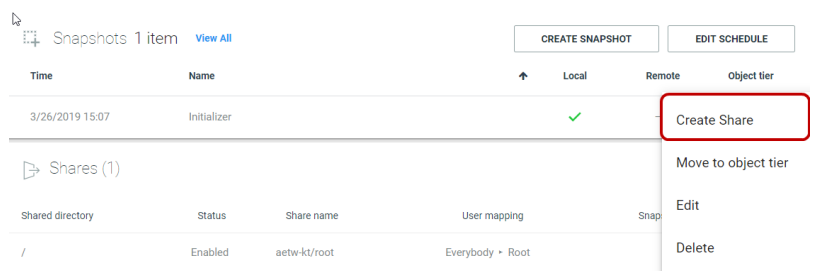 Snapshots 1 item View All CREATE SNAPSHOT EDIT SCHEDULE
Time Name Local Remote Object tier
3/26/2019 15:07 Initializer
Create Share
Shares (1)
Move to object tier
Edit
Shared directory Status Share name User mapping
Delete
/ Enabled aetw-kt/root Everybody ▸ Root